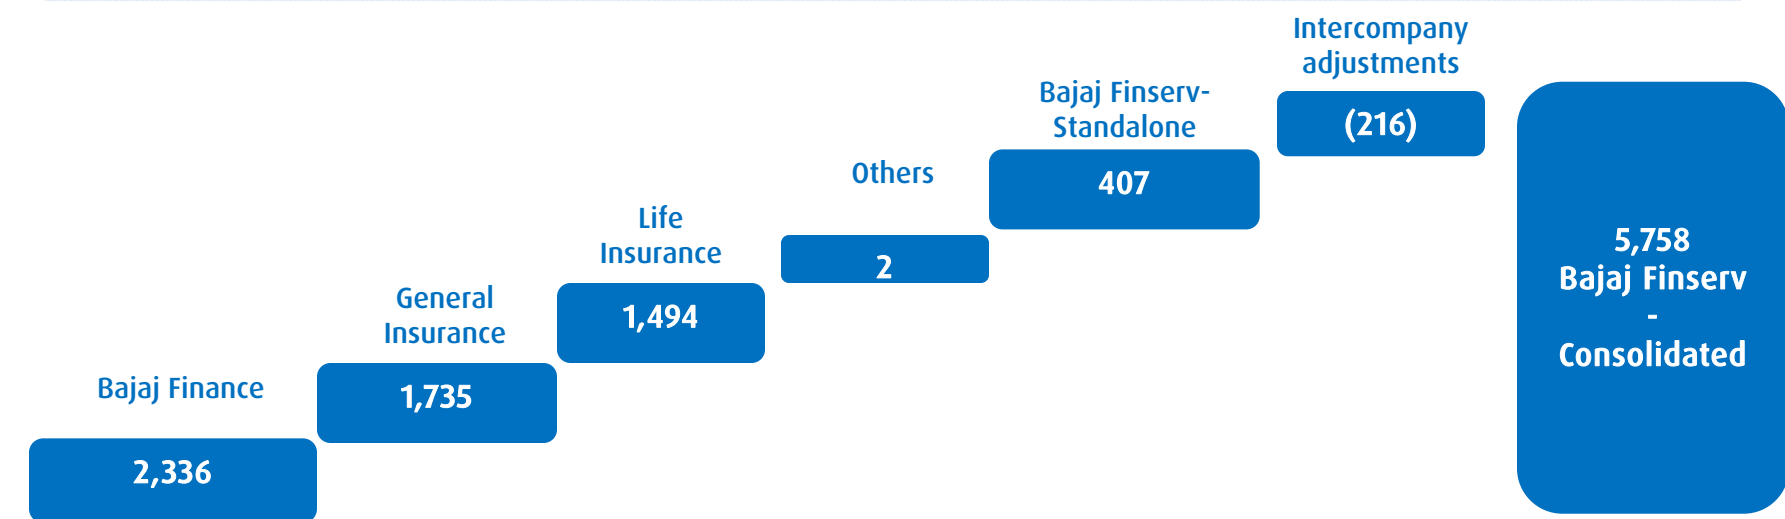 Bajaj Finance
2,336
General
Insurance
1,735
Life
Insurance
1,494
Others
2
Bajaj Finserv-
Standalone
407
Intercompany
adjustments
(216)
5,758
Bajaj Finserv
-
Consolidated